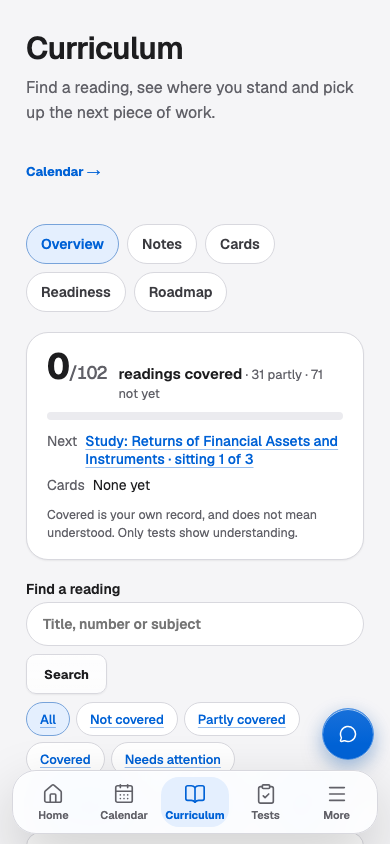 Curriculum
Find a reading, see where you stand and pick
up the next piece of work.
Calendar →
Overview
Notes
Cards
Readiness
Roadmap
0/102 readings covered · 31 partly · 71
not yet
Next Study: Returns of Financial Assets and
Instruments · sitting 1 of 3
Cards None yet
Covered is your own record, and does not mean
understood. Only tests show understanding.
Find a reading
Title, number or subject
Search
All
Not covered
Partly covered
Covered
Needs attention
Home
Calendar
Curriculum
Tests
More